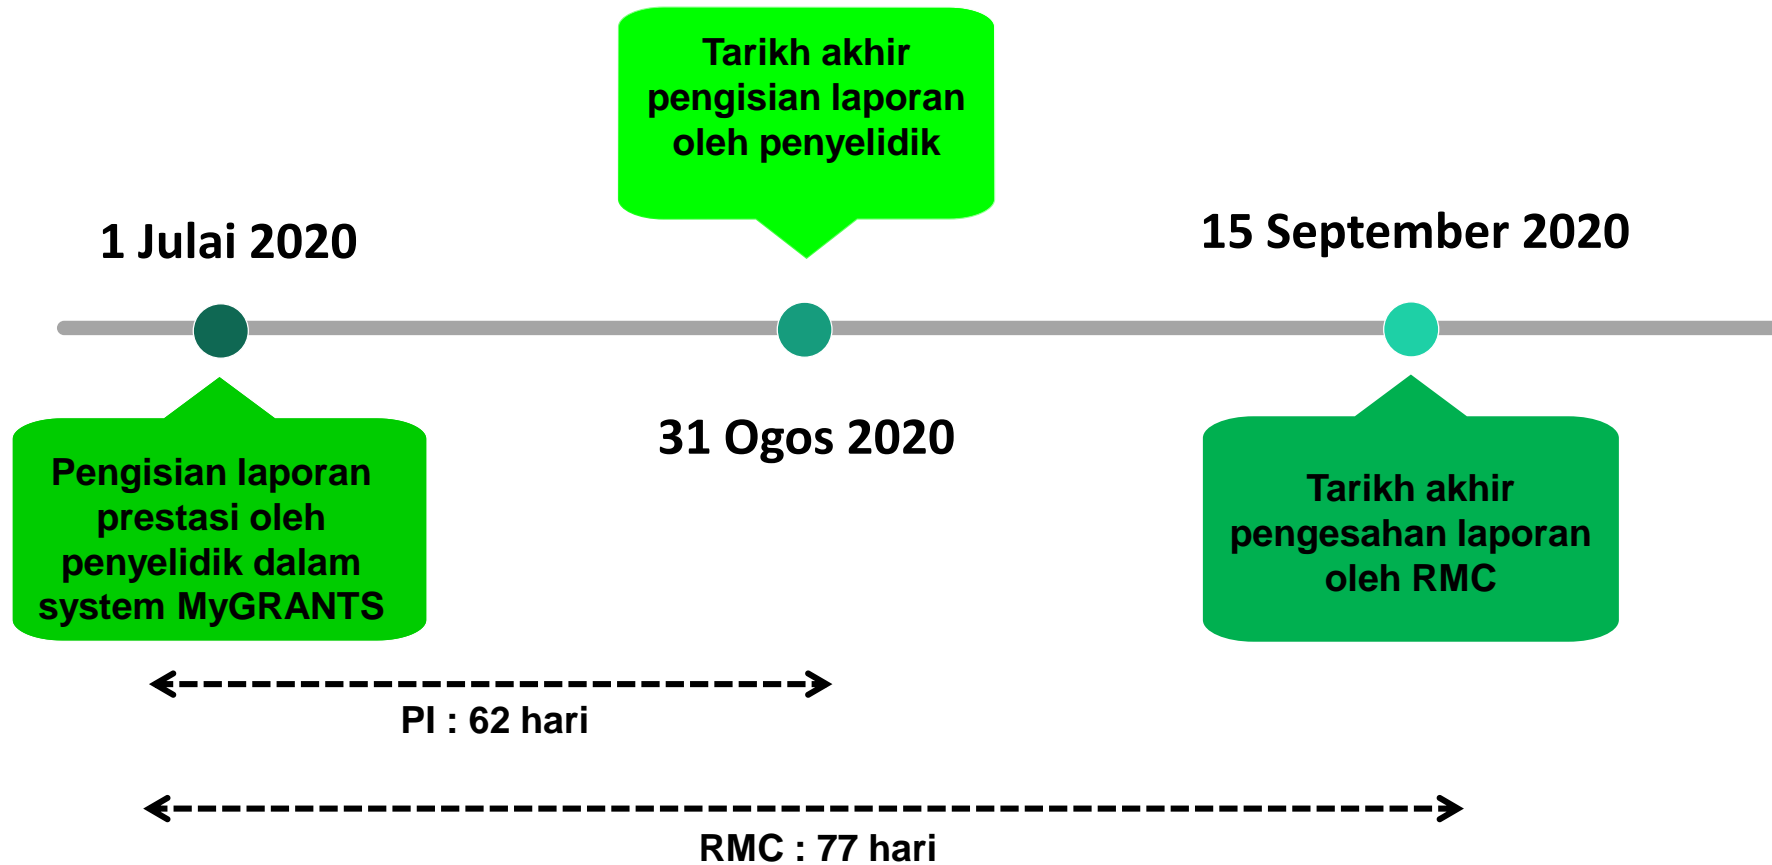 Tarikh akhir
pengisian laporan
oleh penyelidik
1 Julai 2020
15 September 2020
31 Ogos 2020
Pengisian laporan
prestasi oleh
penyelidik dalam
system MyGRANTS
Tarikh akhir
pengesahan laporan
oleh RMC
PI : 62 hari
RMC : 77 hari